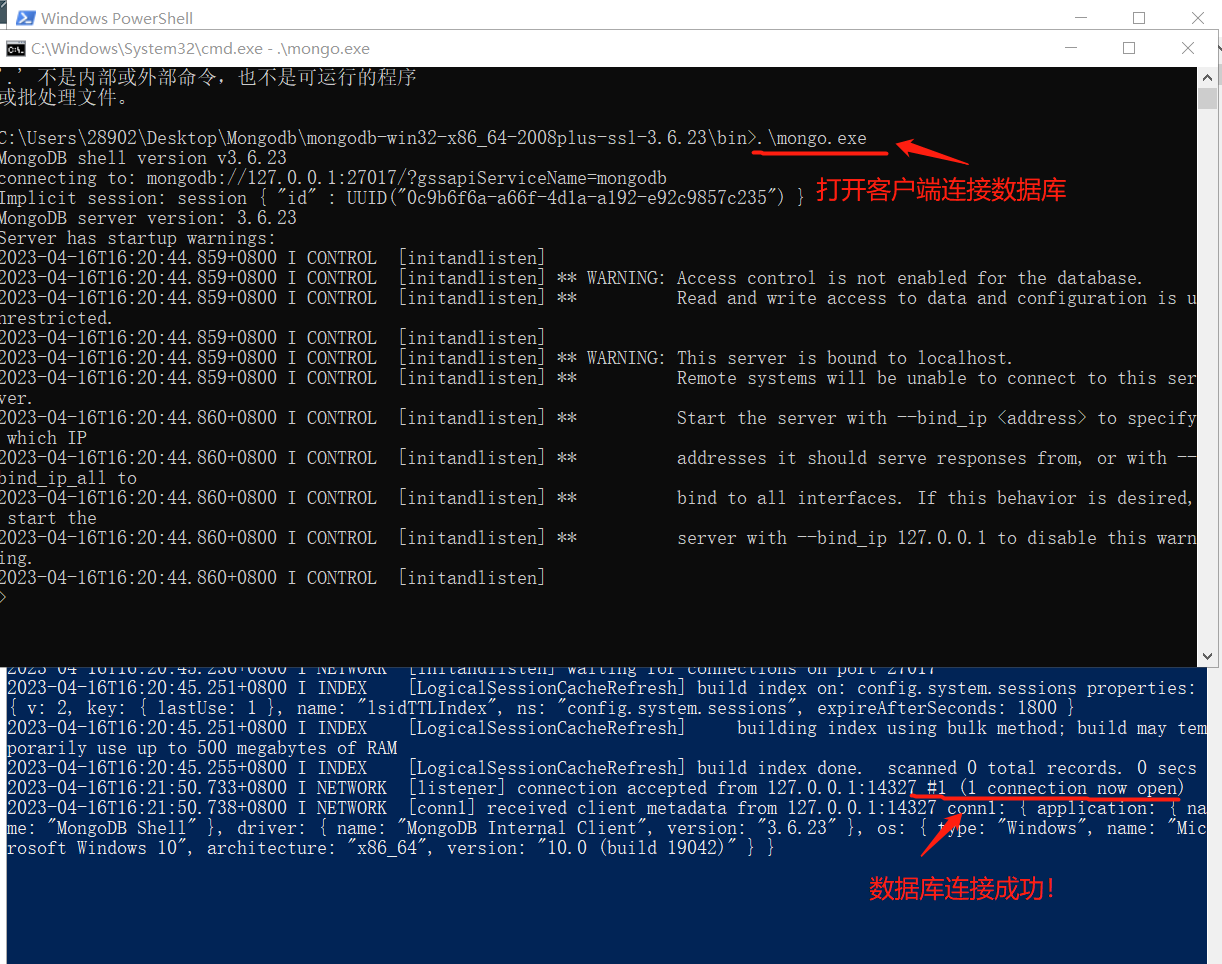 Windows PowerShell
C:\Windows\System32\cmd.exe - .\mongo.exe
'.' 不是内部或外部命令，也不是可运行的程序
或批处理文件。
C:\Users\28902\Desktop\Mongodb\mongodb-win32-x86_64-2008plus-ssl-3.6.23\bin>.\mongo.exe
MongoDB shell version v3.6.23
connecting to: mongodb://127.0.0.1:27017/?gssapiServiceName=mongodb
Implicit session: session { "id" : UUID("0c9b6f6a-a66f-4d1a-a192-e92c9857c235") }
打开客户端连接数据库
MongoDB server version: 3.6.23
Server has startup warnings:
2023-04-16T16:20:44.859+0800 I CONTROL  [initandlisten]
2023-04-16T16:20:44.859+0800 I CONTROL  [initandlisten] ** WARNING: Access control is not enabled for the database.
2023-04-16T16:20:44.859+0800 I CONTROL  [initandlisten] **          Read and write access to data and configuration is u
nrestricted.
2023-04-16T16:20:44.859+0800 I CONTROL  [initandlisten]
2023-04-16T16:20:44.859+0800 I CONTROL  [initandlisten] ** WARNING: This server is bound to localhost.
2023-04-16T16:20:44.859+0800 I CONTROL  [initandlisten] **          Remote systems will be unable to connect to this ser
ver.
2023-04-16T16:20:44.860+0800 I CONTROL  [initandlisten] **          Start the server with --bind_ip <address> to specify
which IP
2023-04-16T16:20:44.860+0800 I CONTROL  [initandlisten] **          addresses it should serve responses from, or with --
bind_ip_all to
2023-04-16T16:20:44.860+0800 I CONTROL  [initandlisten] **          bind to all interfaces. If this behavior is desired,
start the
2023-04-16T16:20:44.860+0800 I CONTROL  [initandlisten] **          server with --bind_ip 127.0.0.1 to disable this warn
ing.
2023-04-16T16:20:44.860+0800 I CONTROL  [initandlisten]
>
2023-04-16T16:20:45.236+0800 I NETWORK  [initandlisten] waiting for connections on port 27017
2023-04-16T16:20:45.251+0800 I INDEX    [LogicalSessionCacheRefresh] build index on: config.system.sessions properties:
{ v: 2, key: { lastUse: 1 }, name: "lsidTTLIndex", ns: "config.system.sessions", expireAfterSeconds: 1800 }
2023-04-16T16:20:45.251+0800 I INDEX    [LogicalSessionCacheRefresh]     building index using bulk method; build may tem
porarily use up to 500 megabytes of RAM
2023-04-16T16:20:45.255+0800 I INDEX    [LogicalSessionCacheRefresh] build index done.  scanned 0 total records. 0 secs
2023-04-16T16:21:50.733+0800 I NETWORK  [listener] connection accepted from 127.0.0.1:14327 #1 (1 connection now open)
2023-04-16T16:21:50.738+0800 I NETWORK  [conn1] received client metadata from 127.0.0.1:14327 conn1: { application: { na
me: "MongoDB Shell" }, driver: { name: "MongoDB Internal Client", version: "3.6.23" }, os: { type: "Windows", name: "Mic
rosoft Windows 10", architecture: "x86_64", version: "10.0 (build 19042)" } }
数据库连接成功！